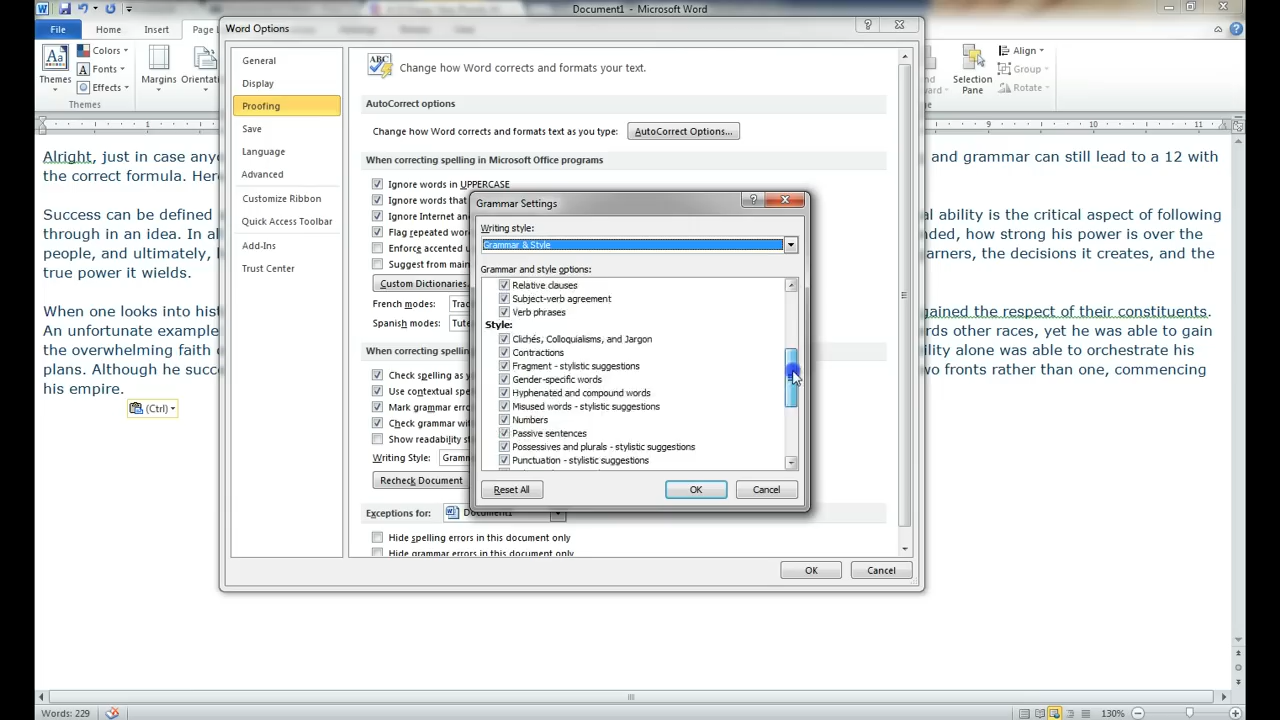 Document1 - Microsoft Word
File Home Insert Page L
Word Options
Themes
Colors
Fonts
Effects
Themes
Margins
Selection
Pane
Align
Group
Rotate
General
Display
Proofing
Save
Language
Advanced
Customize Ribbon
Quick Access Toolbar
Add-Ins
Trust Center
ABC
Change how Word corrects and formats your text.
AutoCorrect options
Change how Word corrects and formats text as you type: AutoCorrect Options...
When correcting spelling in Microsoft Office programs
Ignore words in UPPERCASE
Ignore words that
Ignore Internet an
Flag repeated wor
Enforce accented u
Suggest from main
Custom Dictionaries.
French modes: Trac
Spanish modes: Tute
When correcting spellin
Check spelling as y
Use contextual spe
Mark grammar erro
Check grammar wit
Show readability st
Writing Style: Gramm
Recheck Document
Exceptions for: Document1
Hide spelling errors in this document only
Hide grammar errors in this document only
OK Cancel
Grammar Settings
Writing style:
Grammar & Style
Grammar and style options:
Relative clauses
Subject-verb agreement
Verb phrases
Style:
Clichés, Colloquialisms, and Jargon
Contractions
Fragment - stylistic suggestions
Gender-specific words
Hyphenated and compound words
Misused words - stylistic suggestions
Numbers
Passive sentences
Possessives and plurals - stylistic suggestions
Punctuation - stylistic suggestions
Reset All OK Cancel
1 9 10 11
Alright, just in case anyo and grammar can still lead to a 12 with
the correct formula. Here
Success can be defined al ability is the critical aspect of following
through in an idea. In al nded, how strong his power is over the
people, and ultimately, arners, the decisions it creates, and the
true power it wields.
When one looks into hist gained the respect of their constituents.
An unfortunate example rds other races, yet he was able to gain
the overwhelming faith ility alone was able to orchestrate his
plans. Although he succ wo fronts rather than one, commencing
his empire.
(Ctrl)
Words: 229 130%